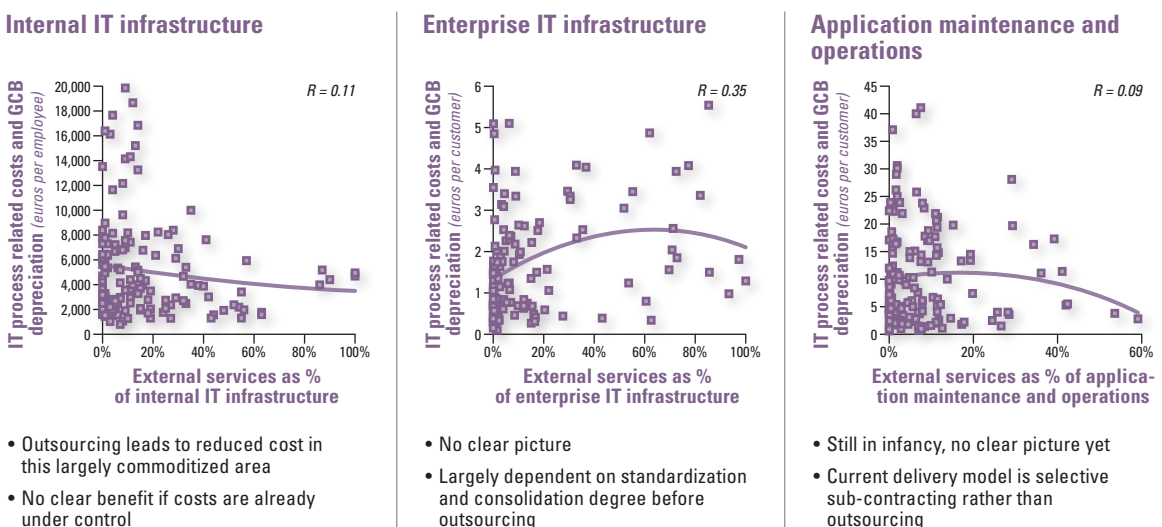 Internal IT infrastructure
IT process related costs and GCB
depreciation (euros per employee)
20,000
18,000
16,000
14,000
12,000
10,000
8,000
6,000
4,000
2,000
0
R = 0.11
0%
20%
40%
60%
80%
100%
External services as %
of internal IT infrastructure
• Outsourcing leads to reduced cost in
this largely commoditized area
• No clear benefit if costs are already
under control
Enterprise IT infrastructure
IT process related costs and GCB
depreciation (euros per customer)
6
5
4
3
2
1
0
R = 0.35
0%
20%
40%
60%
80%
100%
External services as %
of enterprise IT infrastructure
• No clear picture
• Largely dependent on standardization
and consolidation degree before
outsourcing
Application maintenance and
operations
IT process related costs and GCB
depreciation (euros per customer)
45
40
35
30
25
20
15
10
5
0
R = 0.09
0%
20%
40%
60%
External services as % of applica-
tion maintenance and operations
• Still in infancy, no clear picture yet
• Current delivery model is selective
sub-contracting rather than
outsourcing